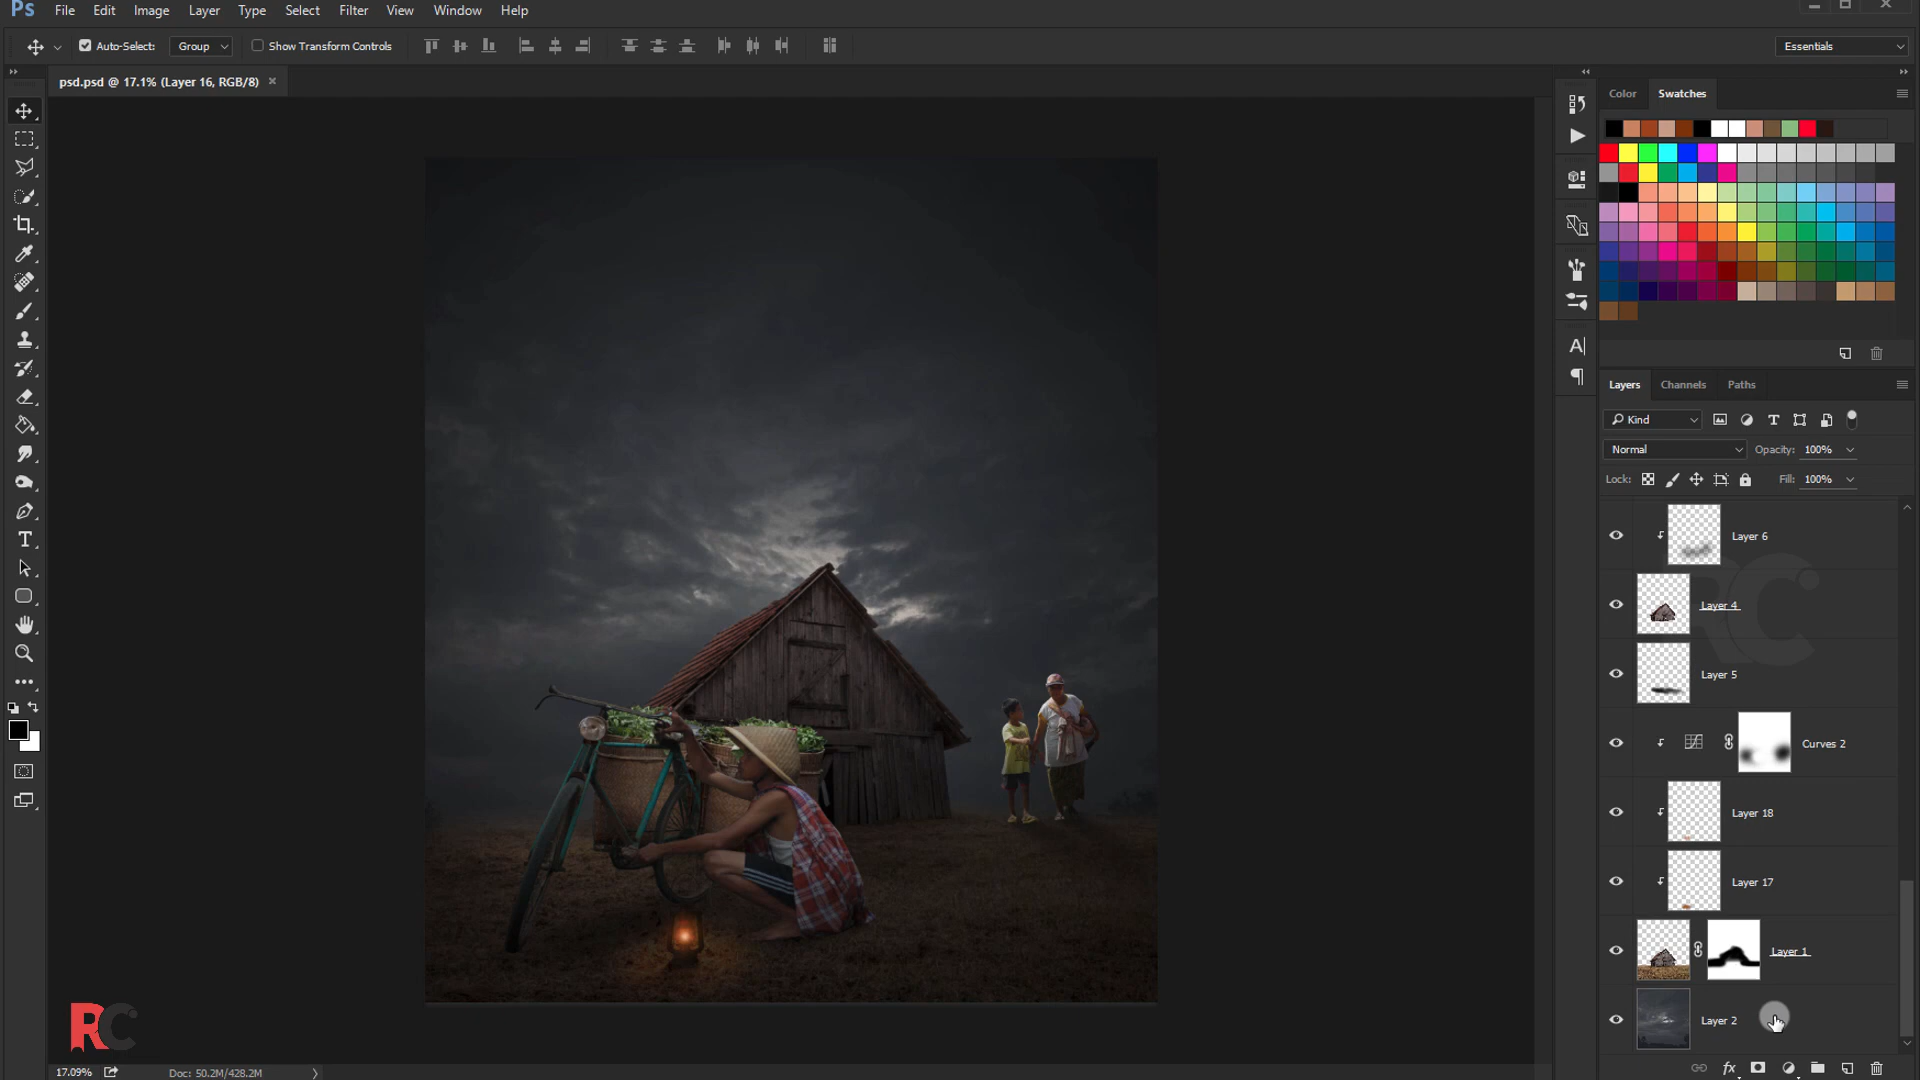 Ps File Edit Image Layer Type Select Filter View Window Help
Auto-Select: Group Show Transform Controls Essentials
psd.psd @ 17.1% (Layer 16, RGB/8)
Color Swatches
Layers Channels Paths
Kind
Normal Opacity: 100%
Lock: Fill: 100%
Layer 6
Layer 4
Layer 5
Curves 2
Layer 18
Layer 17
Layer 1
Layer 2
RC
RC
17.09% Doc: 50.2M/428.2M